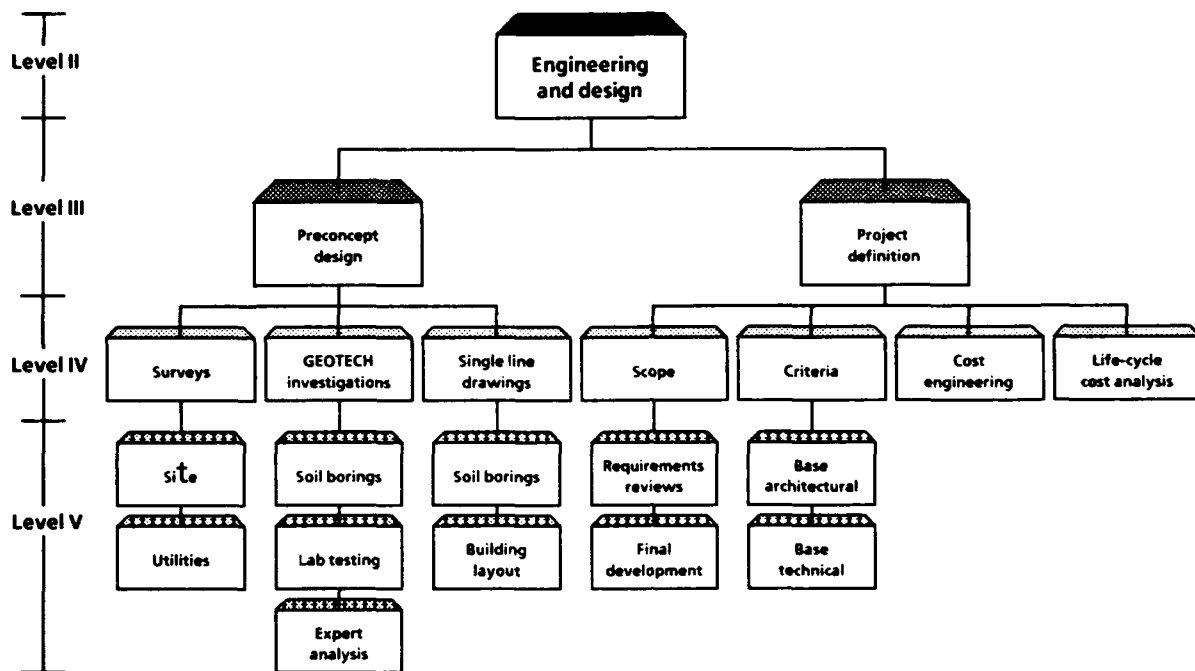 Level II
Engineering
and design
Level III
Preconcept
design
Project
definition
Level IV
Surveys
GEOTECH
investigations
Single line
drawings
Scope
Criteria
Cost
engineering
Life-cycle
cost analysis
Level V
Site
Soil borings
Soil borings
Requirements
reviews
Base
architectural
Utilities
Lab testing
Building
layout
Final
development
Base
technical
Expert
analysis